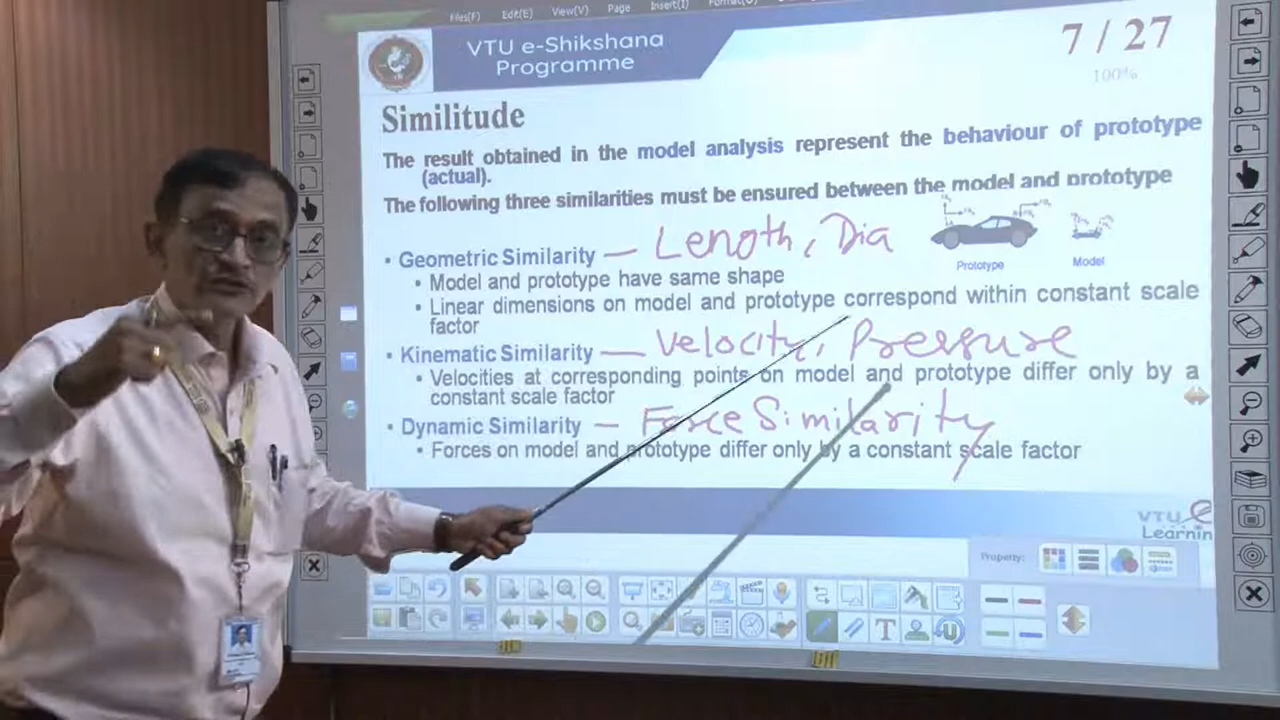 Files(F) Edit(E) View(V) Page Insert(I)
VTU e-Shikshana
Programme
7 / 27
100%
Similitude
The result obtained in the model analysis represent the behaviour of prototype
(actual).
The following three similarities must be ensured between the model and prototype
• Geometric Similarity — Length, Dia
• Model and prototype have same shape
• Linear dimensions on model and prototype correspond within constant scale
factor
Prototype Model
• Kinematic Similarity — Velocity, Pressure
• Velocities at corresponding points on model and prototype differ only by a
constant scale factor
• Dynamic Similarity — Force Similarity
• Forces on model and prototype differ only by a constant scale factor
VTU e
Learnin
Property: